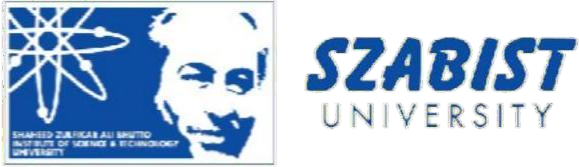 SHAHEED ZULFIKAR ALI BHUTTO
INSTITUTE OF SCIENCE & TECHNOLOGY
UNIVERSITY
SZABIST
UNIVERSITY